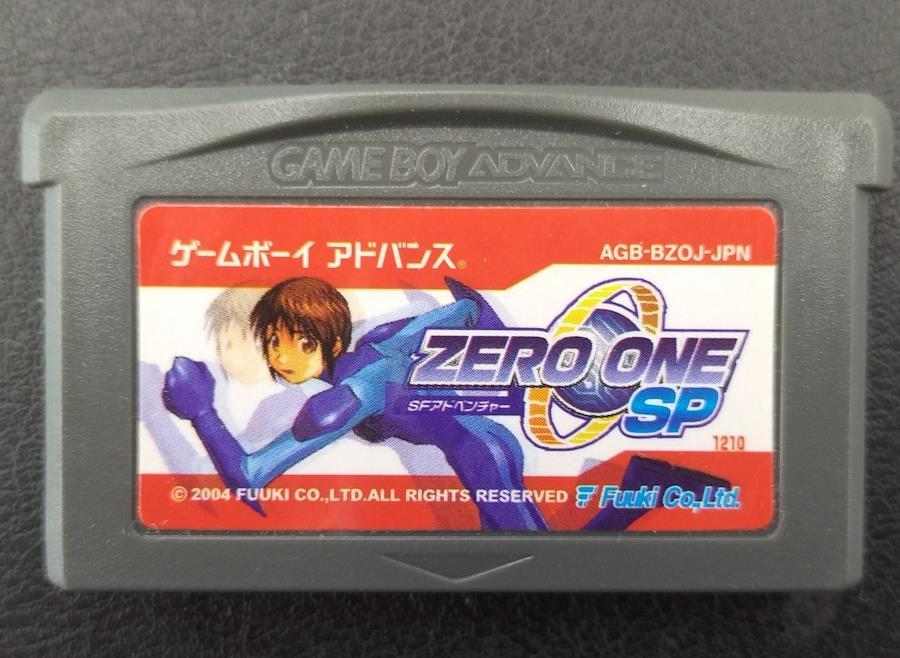 GAME BOY ADVANCE
ゲームボーイ アドバンス®
AGB-BZOJ-JPN
ZERO ONE
SFアドベンチャー
SP
1210
© 2004 FUUKI CO.,LTD.ALL RIGHTS RESERVED
Fuuki Co.,Ltd.